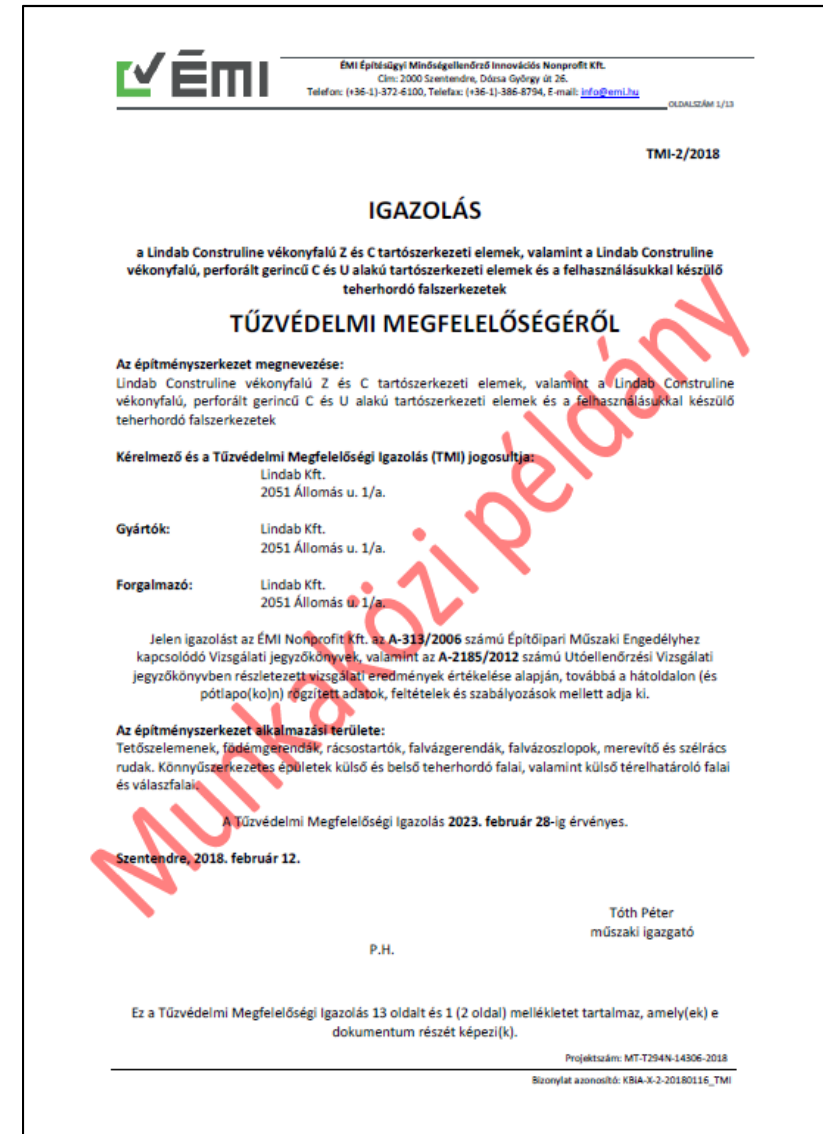 ÉMI
ÉMI Építésügyi Minőségellenőrző Innovációs Nonprofit Kft.
Cím: 2000 Szentendre, Dózsa György út 26.
Telefon: (+36-1)-372-6100, Telefax: (+36-1)-386-8794, E-mail: info@emi.hu
OLDALSZÁM 1/13
TMI-2/2018
IGAZOLÁS
a Lindab Construline vékonyfalú Z és C tartószerkezeti elemek, valamint a Lindab Construline
vékonyfalú, perforált gerincű C és U alakú tartószerkezeti elemek és a felhasználásukkal készülő
teherhordó falszerkezetek
TŰZVÉDELMI MEGFELELŐSÉGÉRŐL
Az építményszerkezet megnevezése:
Lindab Construline vékonyfalú Z és C tartószerkezeti elemek, valamint a Lindab Construline
vékonyfalú, perforált gerincű C és U alakú tartószerkezeti elemek és a felhasználásukkal készülő
teherhordó falszerkezetek
Kérelmező és a Tűzvédelmi Megfelelőségi Igazolás (TMI) jogosultja:
Lindab Kft.
2051 Állomás u. 1/a.
Gyártók: Lindab Kft.
2051 Állomás u. 1/a.
Forgalmazó: Lindab Kft.
2051 Állomás u. 1/a.
Jelen igazolást az ÉMI Nonprofit Kft. az A-313/2006 számú Építőipari Műszaki Engedélyhez
kapcsolódó Vizsgálati jegyzőkönyvek, valamint az A-2185/2012 számú Utóellenőrzési Vizsgálati
jegyzőkönyvben részletezett vizsgálati eredmények értékelése alapján, továbbá a hátoldalon (és
pótlapo(ko)n) rögzített adatok, feltételek és szabályozások mellett adja ki.
Az építményszerkezet alkalmazási területe:
Tetőszelemenek, födémgerendák, rácsostartók, falvázgerendák, falvázoszlopok, merevítő és szélrács
rudak. Könnyűszerkezetes épületek külső és belső teherhordó falai, valamint külső térelhatároló falai
és válaszfalai.
A Tűzvédelmi Megfelelőségi Igazolás 2023. február 28-ig érvényes.
Szentendre, 2018. február 12.
Tóth Péter
műszaki igazgató
P.H.
Ez a Tűzvédelmi Megfelelőségi Igazolás 13 oldalt és 1 (2 oldal) mellékletet tartalmaz, amely(ek) e
dokumentum részét képezi(k).
Projektszám: MT-T294N-14306-2018
Bizonylat azonosító: KBiA-X-2-20180116_TMI
Munkaközi példány